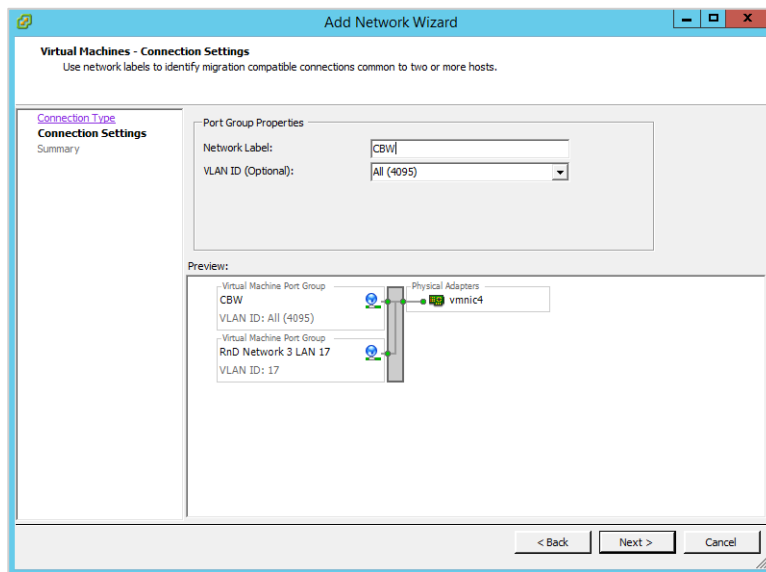 Add Network Wizard
Virtual Machines - Connection Settings
Use network labels to identify migration compatible connections common to two or more hosts.
Connection Type
Connection Settings
Summary
Port Group Properties
Network Label:
CBW
VLAN ID (Optional):
All (4095)
Preview:
Virtual Machine Port Group
CBW
VLAN ID: All (4095)
Virtual Machine Port Group
RnD Network 3 LAN 17
VLAN ID: 17
Physical Adapters
vmnic4
< Back
Next >
Cancel